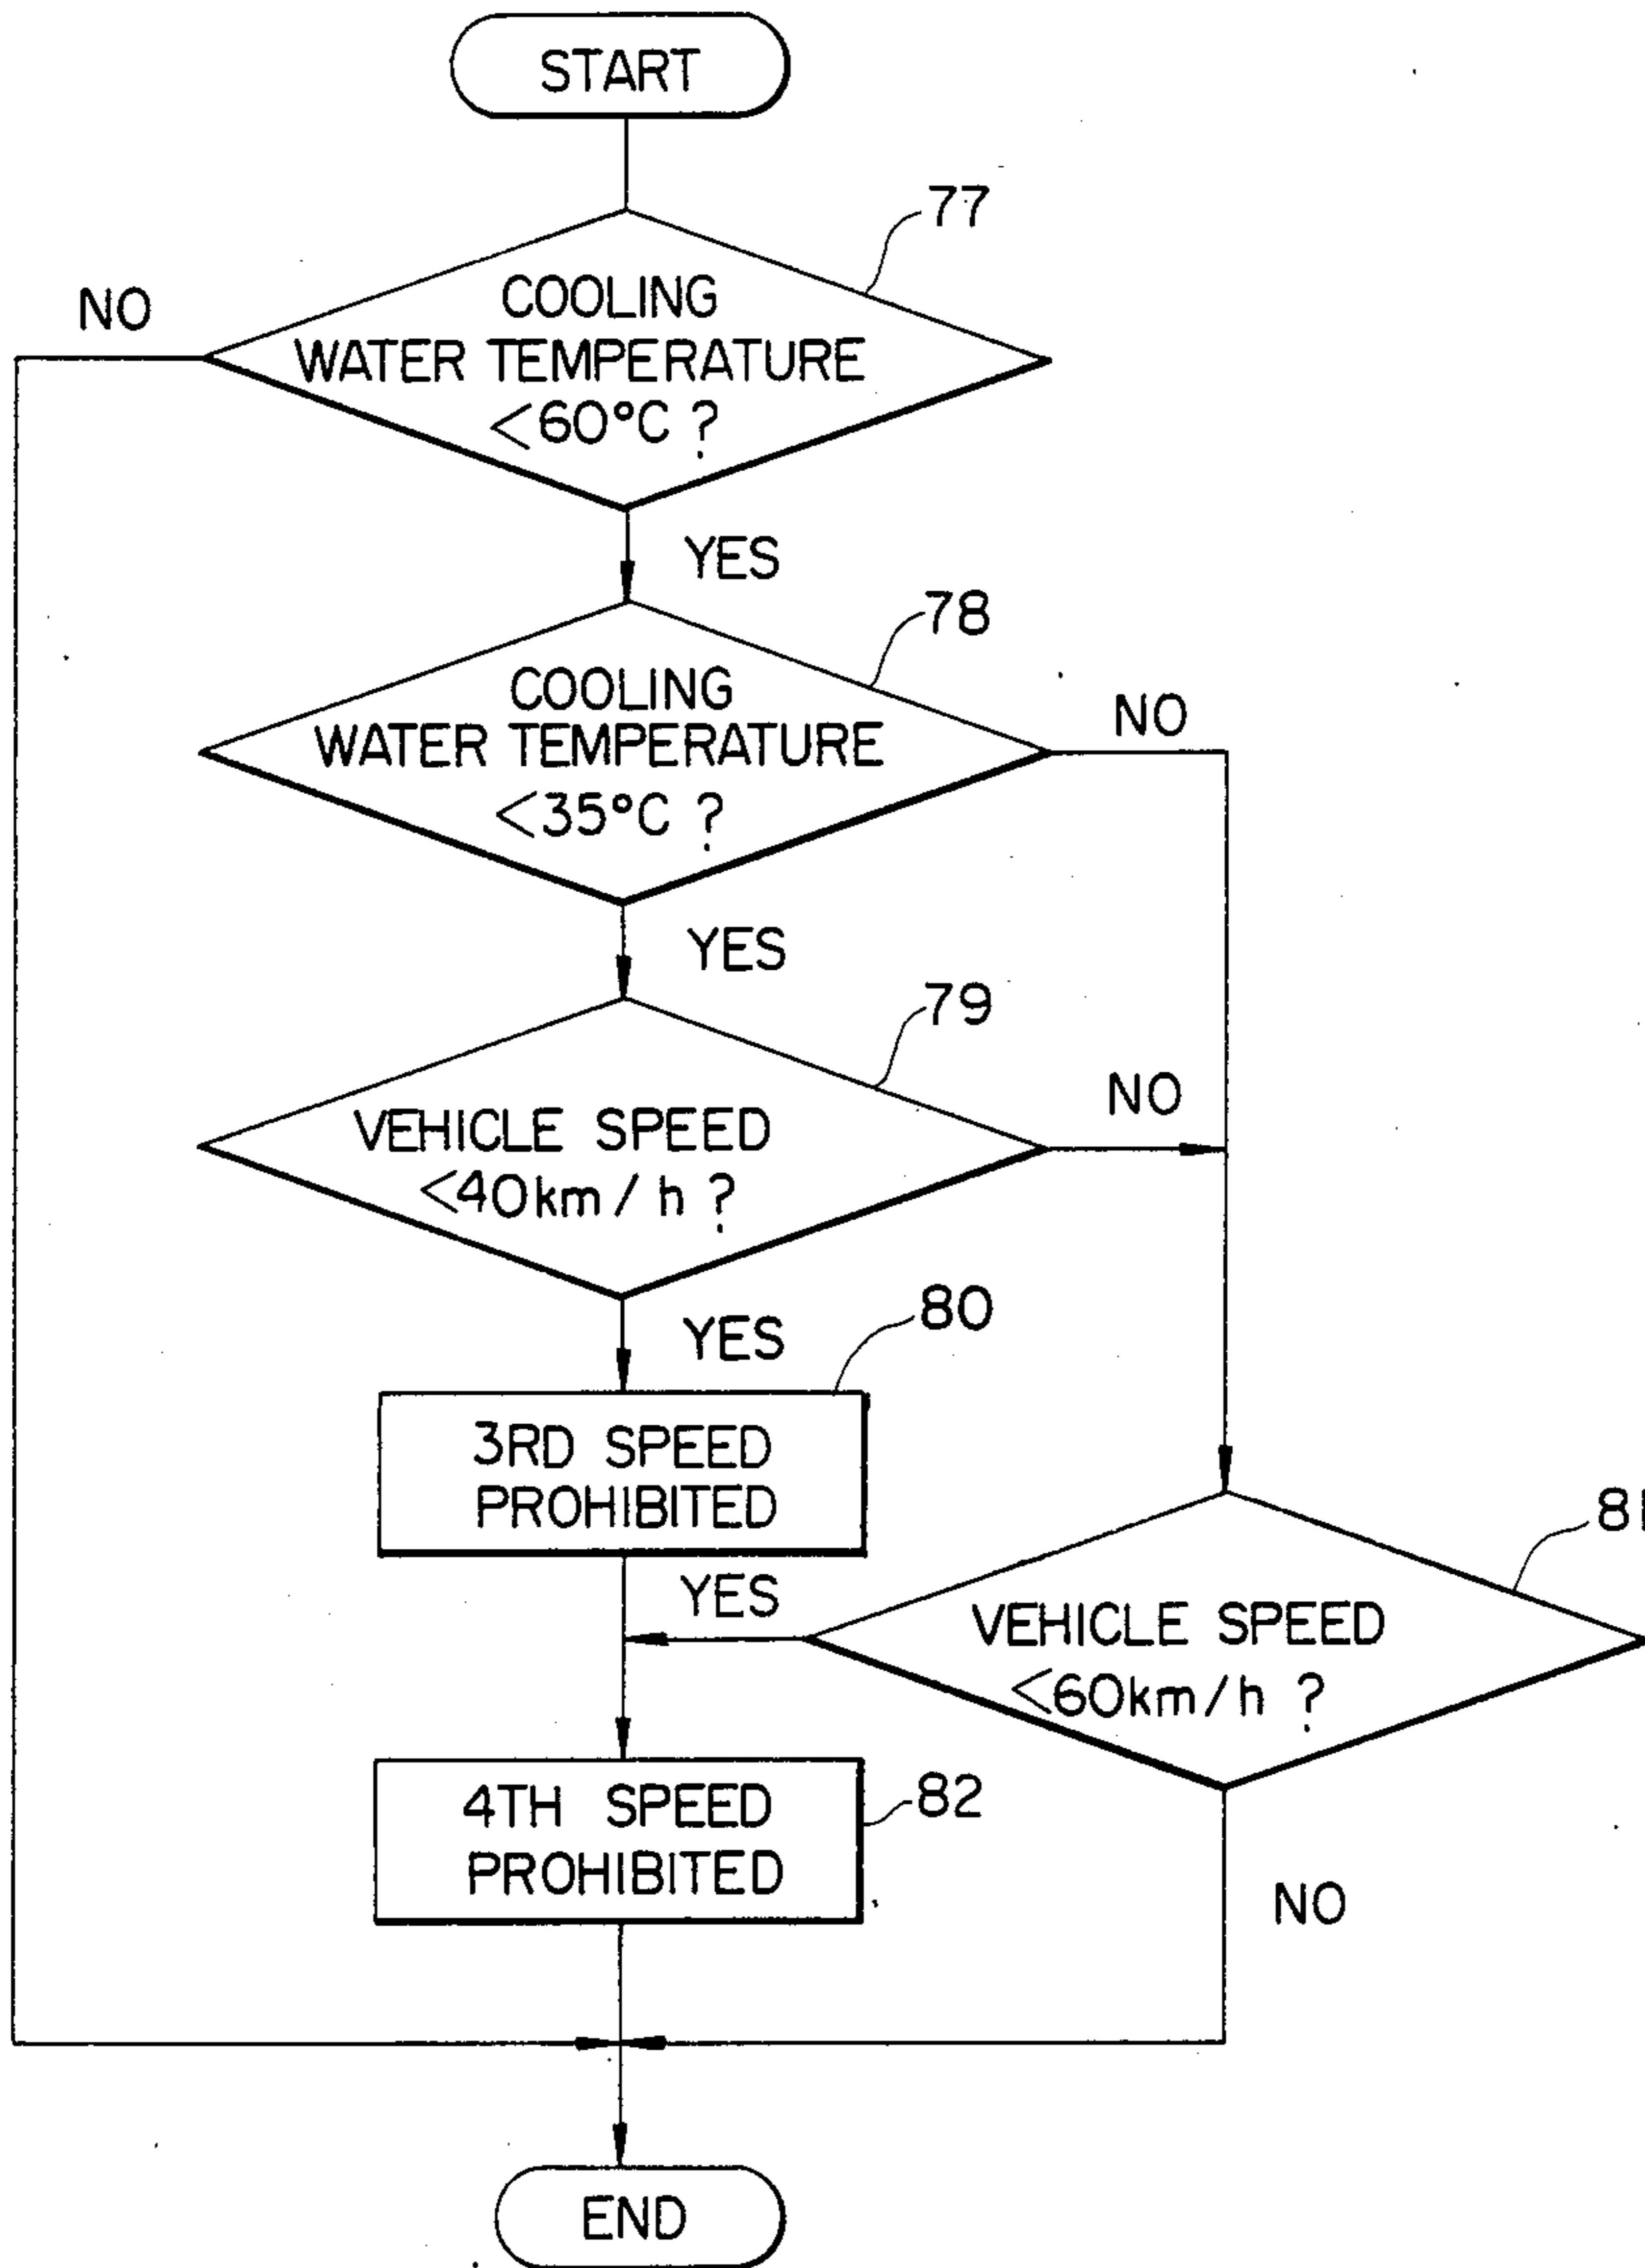 START
77
NO
COOLING
WATER TEMPERATURE
<60°C ?
YES
78
COOLING
WATER TEMPERATURE
<35°C ?
NO
YES
79
VEHICLE SPEED
<40km/h ?
NO
YES
80
3RD SPEED
PROHIBITED
81
YES
VEHICLE SPEED
<60km/h ?
4TH SPEED
PROHIBITED
82
NO
END